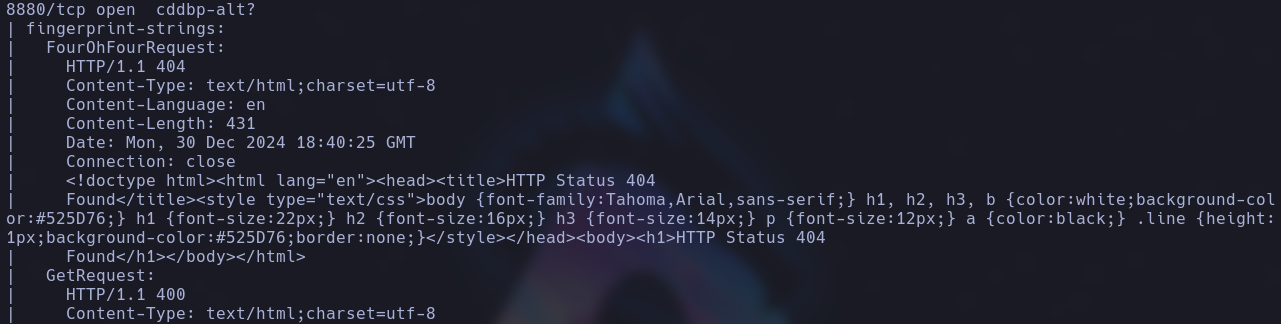 8880/tcp open  cddbp-alt?
| fingerprint-strings:
|   FourOhFourRequest:
|     HTTP/1.1 404
|     Content-Type: text/html;charset=utf-8
|     Content-Language: en
|     Content-Length: 431
|     Date: Mon, 30 Dec 2024 18:40:25 GMT
|     Connection: close
|     <!doctype html><html lang="en"><head><title>HTTP Status 404
|     Found</title><style type="text/css">body {font-family:Tahoma,Arial,sans-serif;} h1, h2, h3, b {color:white;background-col
or:#525D76;} h1 {font-size:22px;} h2 {font-size:16px;} h3 {font-size:14px;} p {font-size:12px;} a {color:black;} .line {height:
1px;background-color:#525D76;border:none;}</style></head><body><h1>HTTP Status 404
|     Found</h1></body></html>
|   GetRequest:
|     HTTP/1.1 400
|     Content-Type: text/html;charset=utf-8